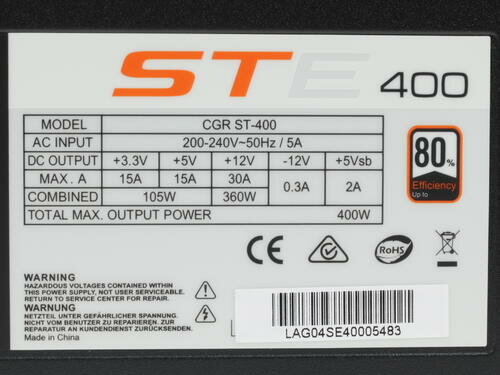 STE 400
MODEL CGR ST-400
AC INPUT 200-240V~50Hz / 5A
DC OUTPUT +3.3V +5V +12V -12V +5Vsb
MAX. A 15A 15A 30A 0.3A 2A
COMBINED 105W 360W
TOTAL MAX. OUTPUT POWER 400W
80%
Efficiency
Up to
CE RoHS
WARNING
HAZARDOUS VOLTAGES CONTAINED WITHIN
THIS POWER SUPPLY, NOT USER SERVICEABLE.
RETURN TO SERVICE CENTER FOR REPAIR.
WARNUNG
NETZTEIL UNTER GEFÄHRLICHER SPANNUNG.
NICHT VOM BENUTZER ZU REPARIEREN. ZUR
REPARATUR ZUM KUNDENDIENST BRINGEN.
Made in China
LAG04SE40005483